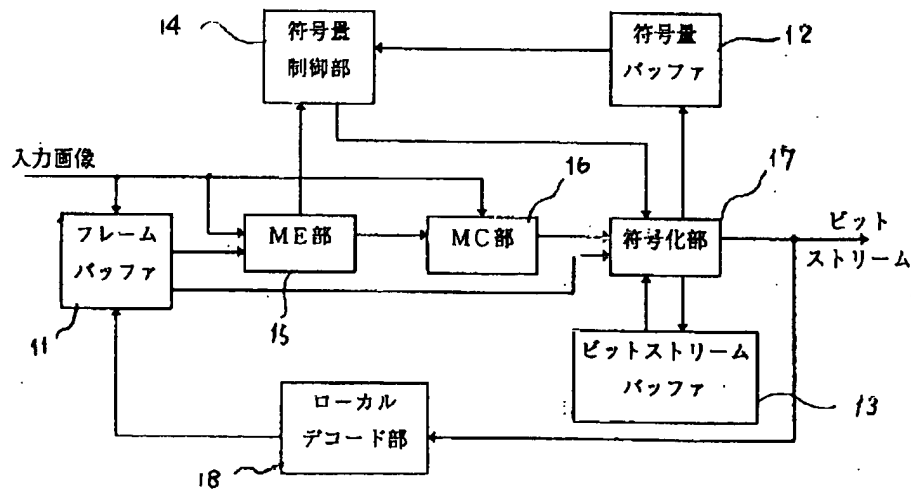 14
符号量
制御部
符号量
バッファ
12
入力画像
16
17
フレーム
バッファ
ME部
MC部
符号化部
ビット
ストリーム
11
15
ビットストリーム
バッファ
13
ローカル
デコード部
18